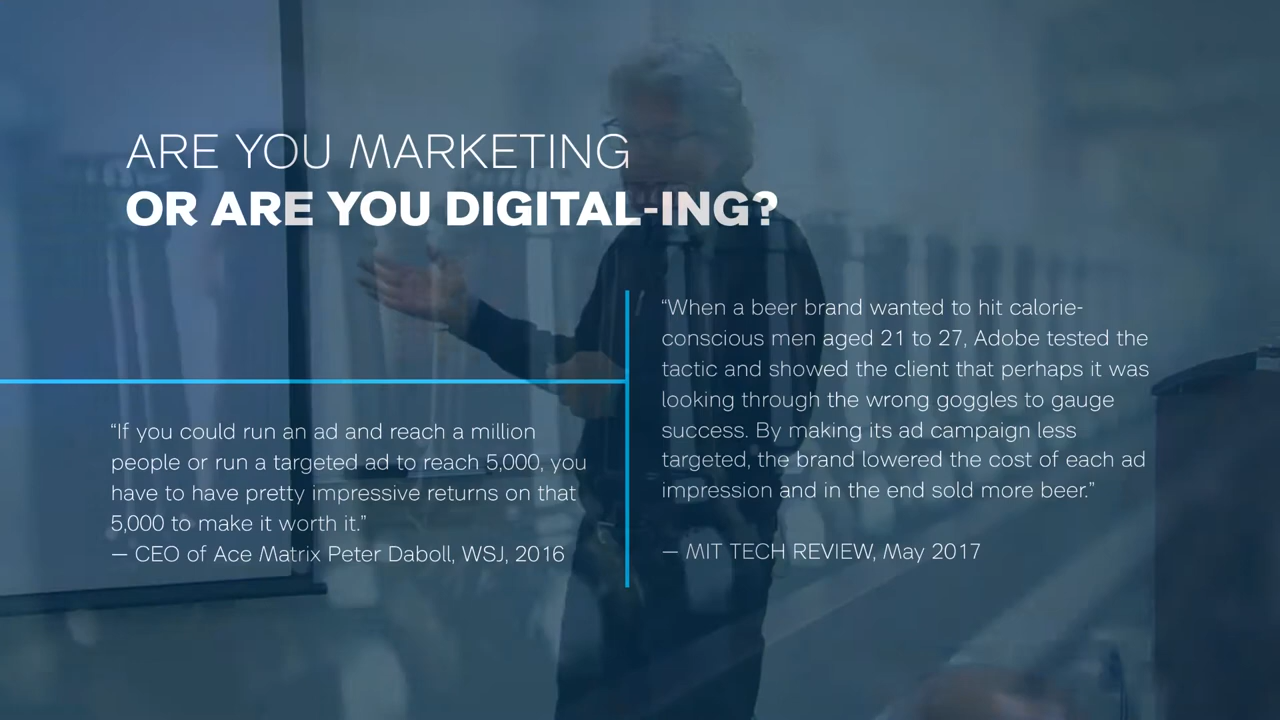 ARE YOU MARKETING
OR ARE YOU DIGITAL-ING?
“If you could run an ad and reach a million
people or run a targeted ad to reach 5,000, you
have to have pretty impressive returns on that
5,000 to make it worth it.”
— CEO of Ace Matrix Peter Daboll, WSJ, 2016
“When a beer brand wanted to hit calorie-
conscious men aged 21 to 27, Adobe tested the
tactic and showed the client that perhaps it was
looking through the wrong goggles to gauge
success. By making its ad campaign less
targeted, the brand lowered the cost of each ad
impression and in the end sold more beer.”
— MIT TECH REVIEW, May 2017